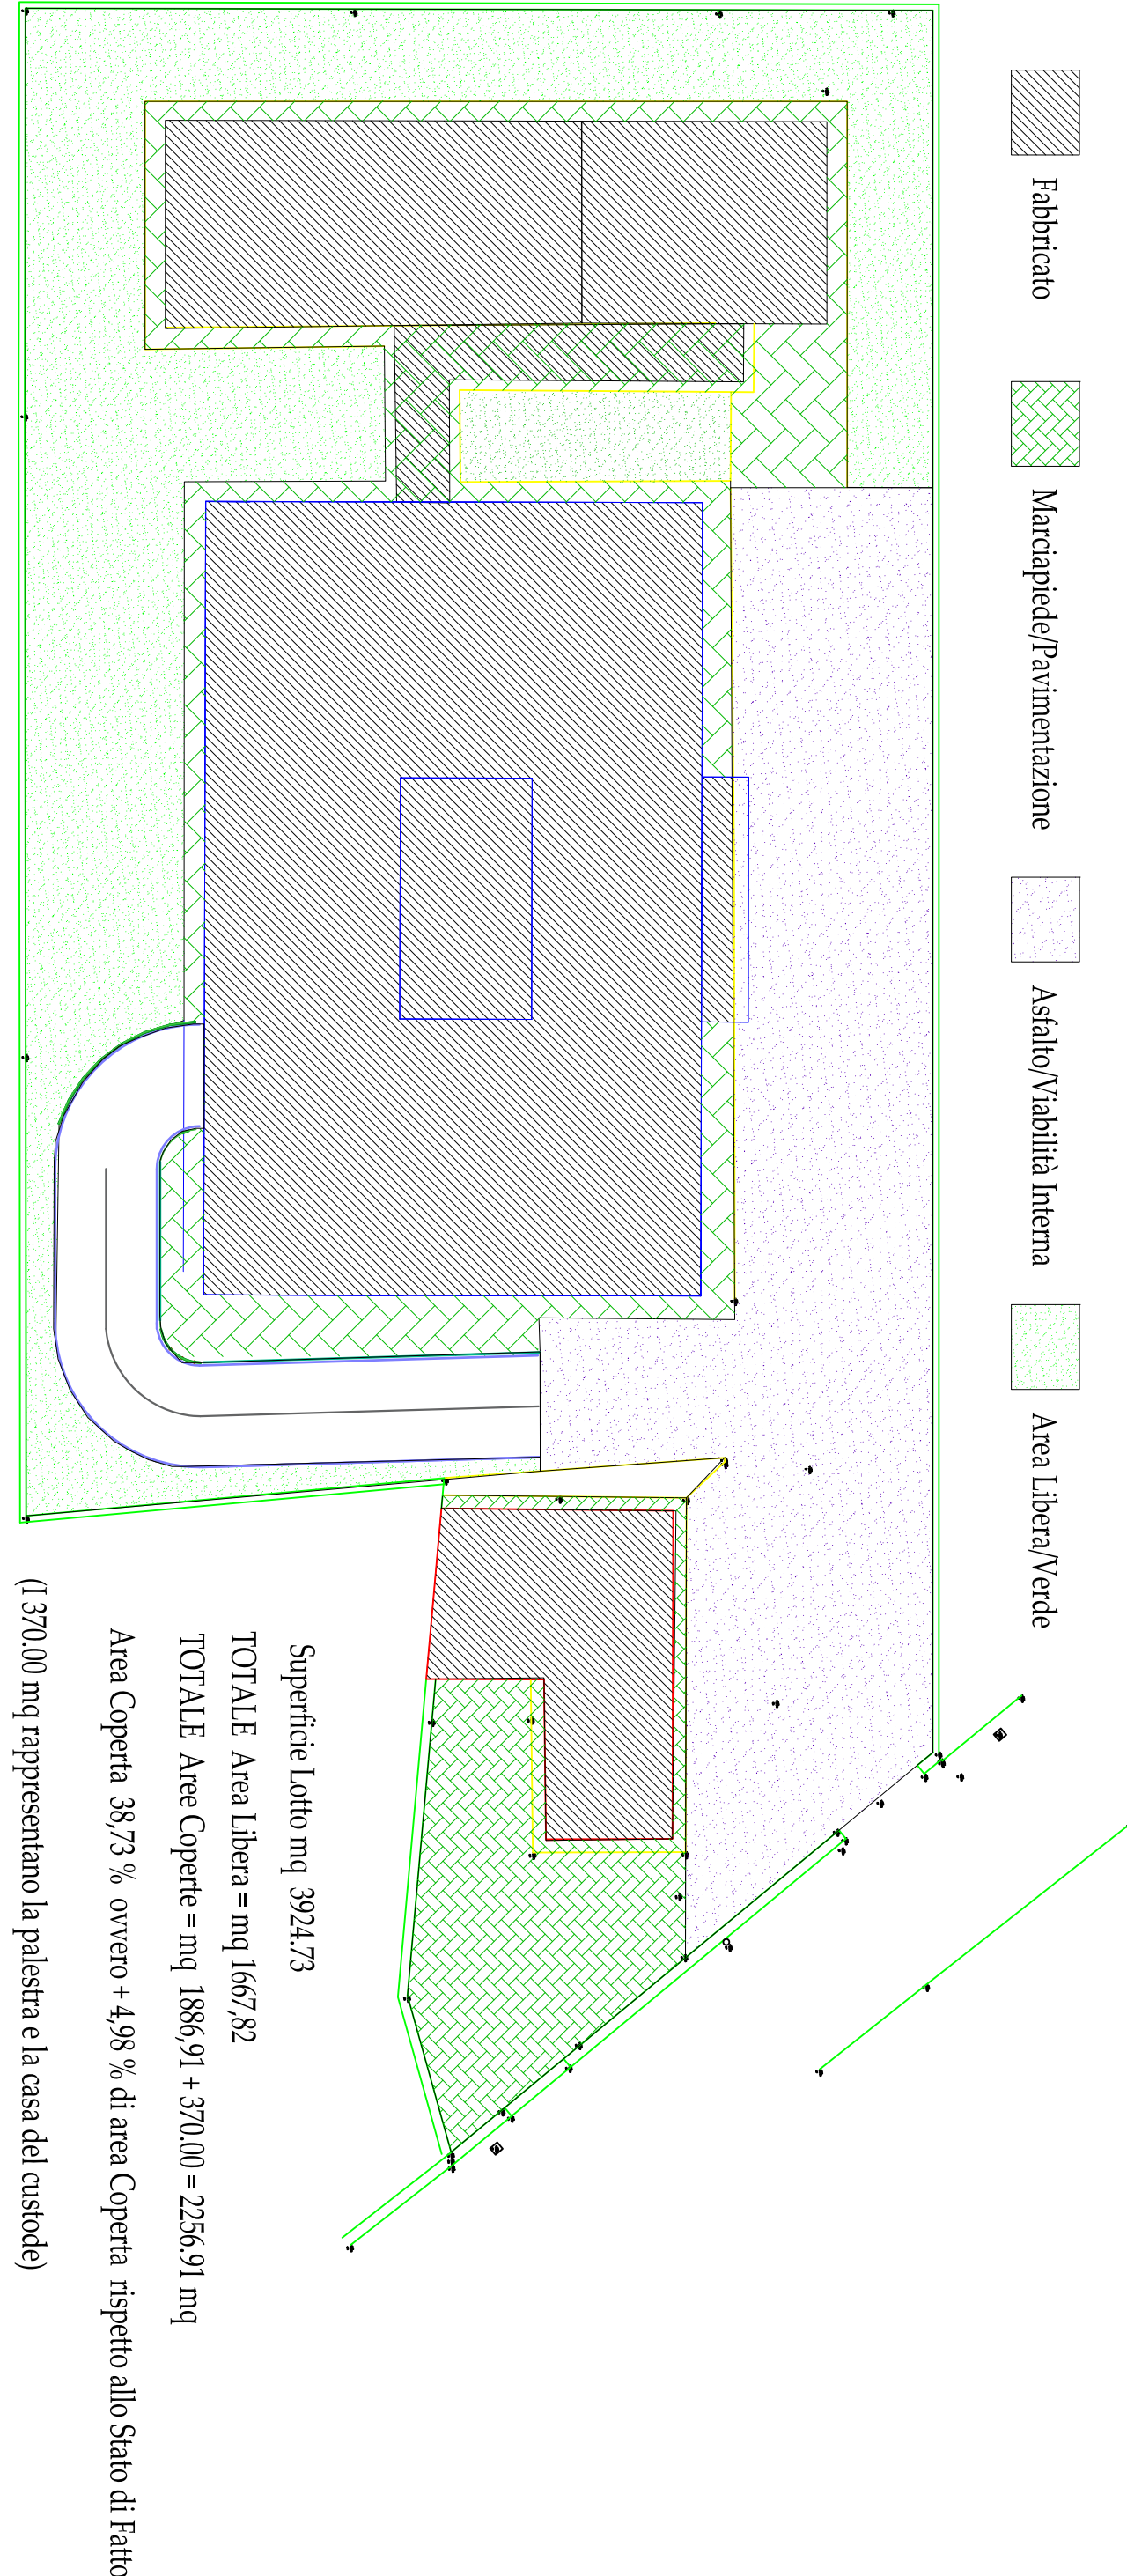 Fabbricato
Marciapiede/Pavimentazione
Asfalto/Viabilità Interna
Area Libera/Verde
Superficie Lotto mq 3924.73
TOTALE Area Libera = mq 1667,82
TOTALE Aree Coperte = mq 1886,91 + 370.00 = 2256.91 mq
Area Coperta 38,73 % ovvero + 4,98 % di area Coperta rispetto allo Stato di Fatto
(I 370.00 mq rappresentano la palestra e la casa del custode)